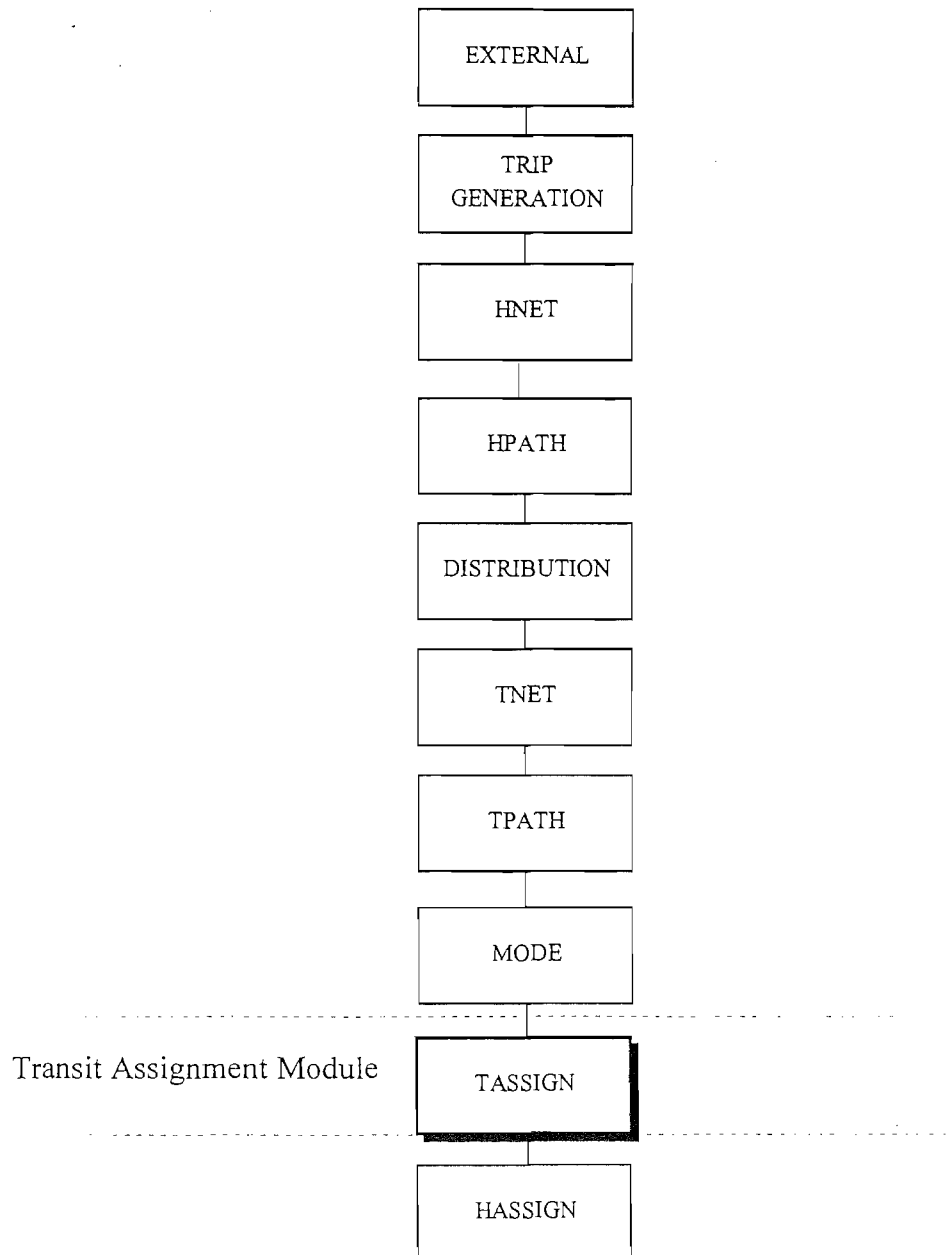 EXTERNAL
TRIP
GENERATION
HNET
HPATH
DISTRIBUTION
TNET
TPATH
MODE
Transit Assignment Module
TASSIGN
HASSIGN